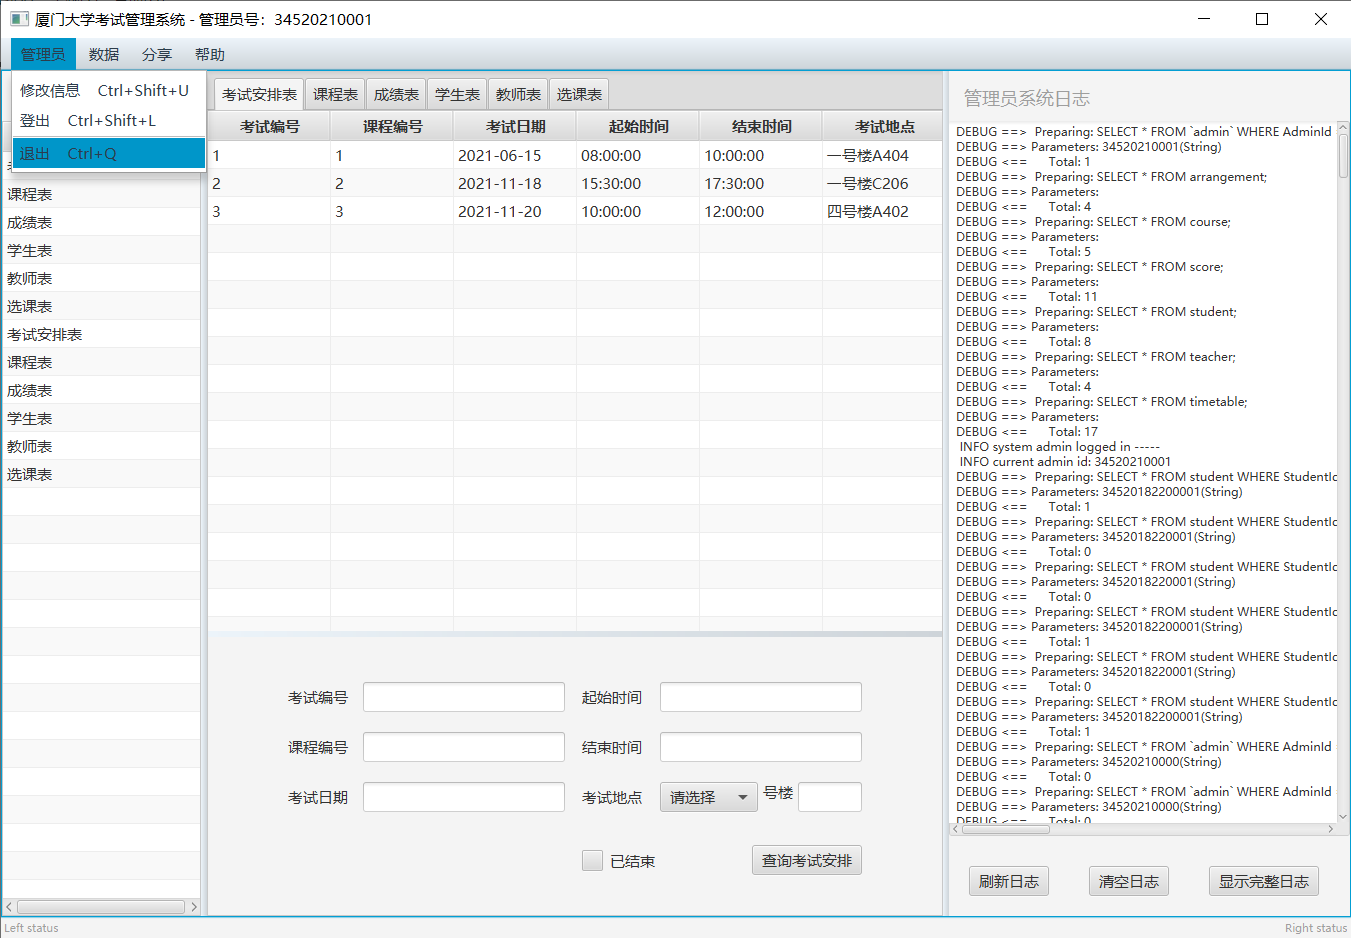 厦门大学考试管理系统 - 管理员号：34520210001
管理员 数据 分享 帮助
修改信息 Ctrl+Shift+U
登出 Ctrl+Shift+L
退出 Ctrl+Q
课程表
成绩表
学生表
教师表
选课表
考试安排表
课程表
成绩表
学生表
教师表
选课表
考试安排表 课程表 成绩表 学生表 教师表 选课表
考试编号 课程编号 考试日期 起始时间 结束时间 考试地点
1 1 2021-06-15 08:00:00 10:00:00 一号楼A404
2 2 2021-11-18 15:30:00 17:30:00 一号楼C206
3 3 2021-11-20 10:00:00 12:00:00 四号楼A402
考试编号 起始时间
课程编号 结束时间
考试日期 考试地点 请选择 号楼
已结束 查询考试安排
管理员系统日志
DEBUG ==>  Preparing: SELECT * FROM `admin` WHERE AdminId
DEBUG ==> Parameters: 34520210001(String)
DEBUG <==      Total: 1
DEBUG ==>  Preparing: SELECT * FROM arrangement;
DEBUG ==> Parameters:
DEBUG <==      Total: 4
DEBUG ==>  Preparing: SELECT * FROM course;
DEBUG ==> Parameters:
DEBUG <==      Total: 5
DEBUG ==>  Preparing: SELECT * FROM score;
DEBUG ==> Parameters:
DEBUG <==      Total: 11
DEBUG ==>  Preparing: SELECT * FROM student;
DEBUG ==> Parameters:
DEBUG <==      Total: 8
DEBUG ==>  Preparing: SELECT * FROM teacher;
DEBUG ==> Parameters:
DEBUG <==      Total: 4
DEBUG ==>  Preparing: SELECT * FROM timetable;
DEBUG ==> Parameters:
DEBUG <==      Total: 17
INFO system admin logged in -----
INFO current admin id: 34520210001
DEBUG ==>  Preparing: SELECT * FROM student WHERE StudentId
DEBUG ==> Parameters: 34520182200001(String)
DEBUG <==      Total: 1
DEBUG ==>  Preparing: SELECT * FROM student WHERE StudentId
DEBUG ==> Parameters: 3452018220001(String)
DEBUG <==      Total: 0
DEBUG ==>  Preparing: SELECT * FROM student WHERE StudentId
DEBUG ==> Parameters: 3452018220001(String)
DEBUG <==      Total: 0
DEBUG ==>  Preparing: SELECT * FROM student WHERE StudentId
DEBUG ==> Parameters: 34520182200001(String)
DEBUG <==      Total: 1
DEBUG ==>  Preparing: SELECT * FROM student WHERE StudentId
DEBUG ==> Parameters: 3452018220001(String)
DEBUG <==      Total: 0
DEBUG ==>  Preparing: SELECT * FROM student WHERE StudentId
DEBUG ==> Parameters: 34520182200001(String)
DEBUG <==      Total: 1
DEBUG ==>  Preparing: SELECT * FROM `admin` WHERE AdminId
DEBUG ==> Parameters: 34520210000(String)
DEBUG <==      Total: 0
DEBUG ==>  Preparing: SELECT * FROM `admin` WHERE AdminId
DEBUG ==> Parameters: 34520210000(String)
DEBUG <==      Total: 0
刷新日志 清空日志 显示完整日志
Left status Right status